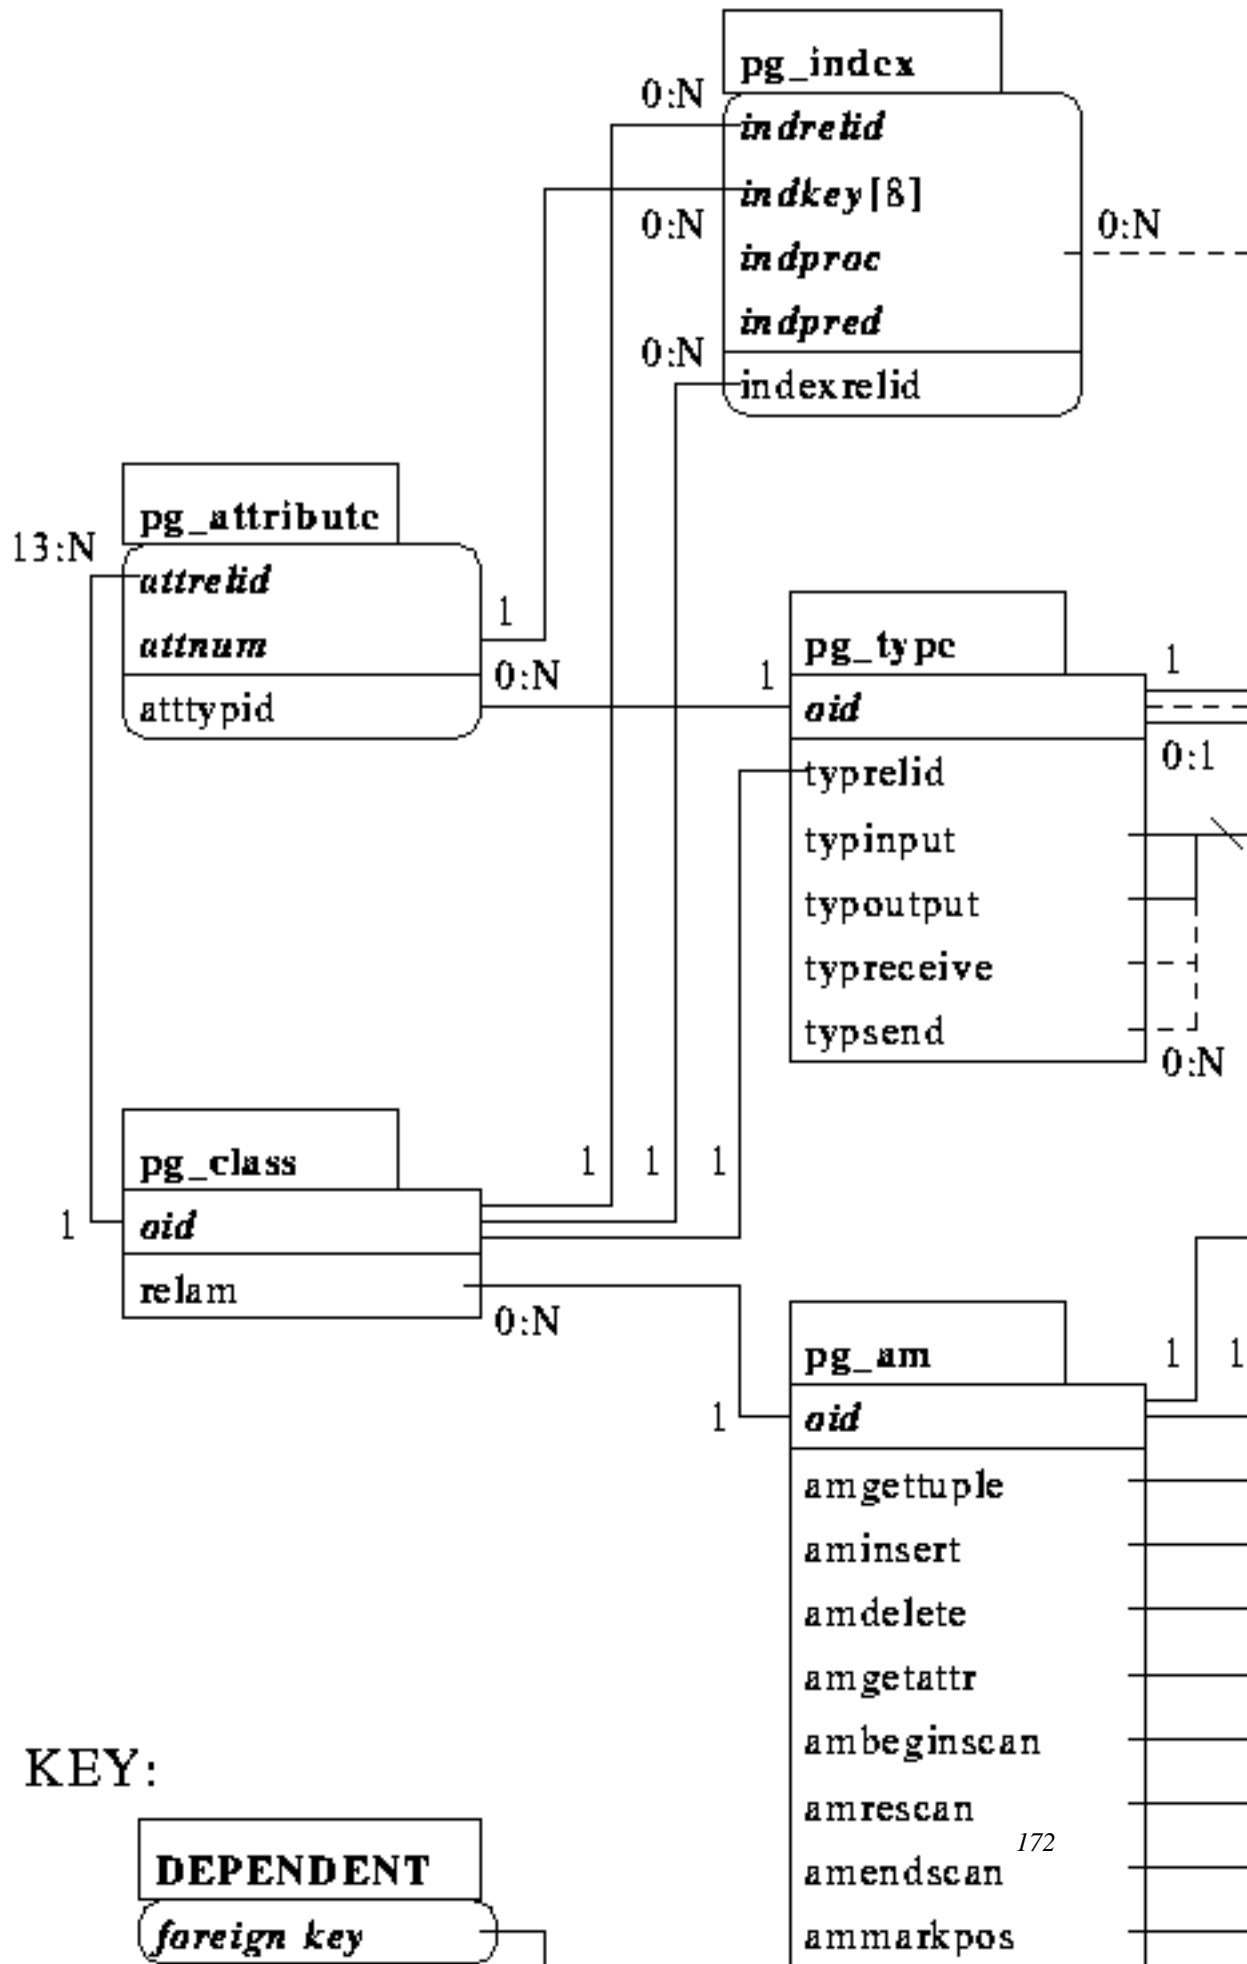 pg_index
0:N
indrelid
indkey[8]
0:N
0:N
indproc
indpred
0:N
indexrelid
pg_attribute
13:N
attrelid
1
attnum
0:N
atttypid
pg_type
1
1
oid
0:1
typrelid
typinput
typoutput
typreceive
typsend
0:N
pg_class
1
1
1
1
oid
relam
0:N
pg_am
1
1
1
oid
amgettuple
aminsert
amdelete
amgetattr
ambeginscan
amrescan
172
amendscan
ammarkpos
KEY:
DEPENDENT
foreign key